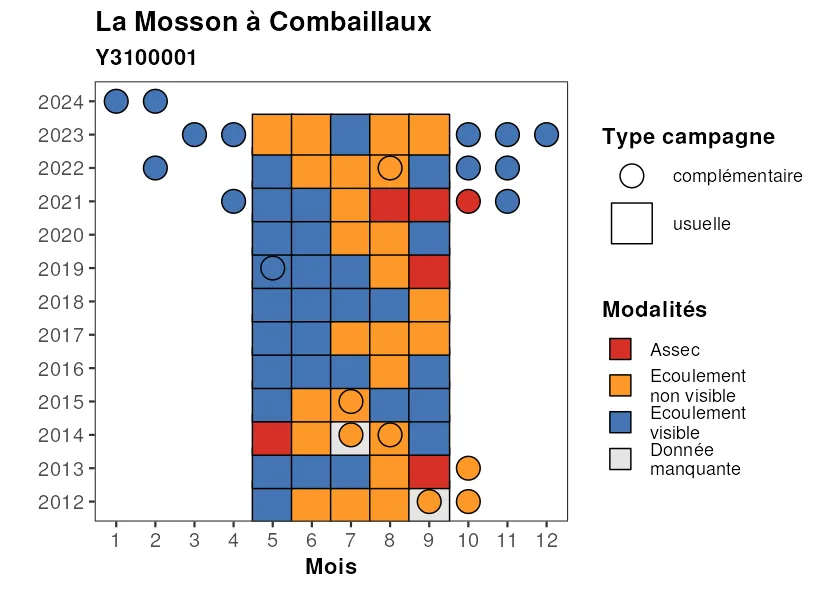 La Mosson à Combaillaux
Y3100001
2024
2023
2022
2021
2020
2019
2018
2017
2016
2015
2014
2013
2012
1 2 3 4 5 6 7 8 9 10 11 12
Mois
Type campagne
complémentaire
usuelle
Modalités
Assec
Ecoulement
non visible
Ecoulement
visible
Donnée
manquante